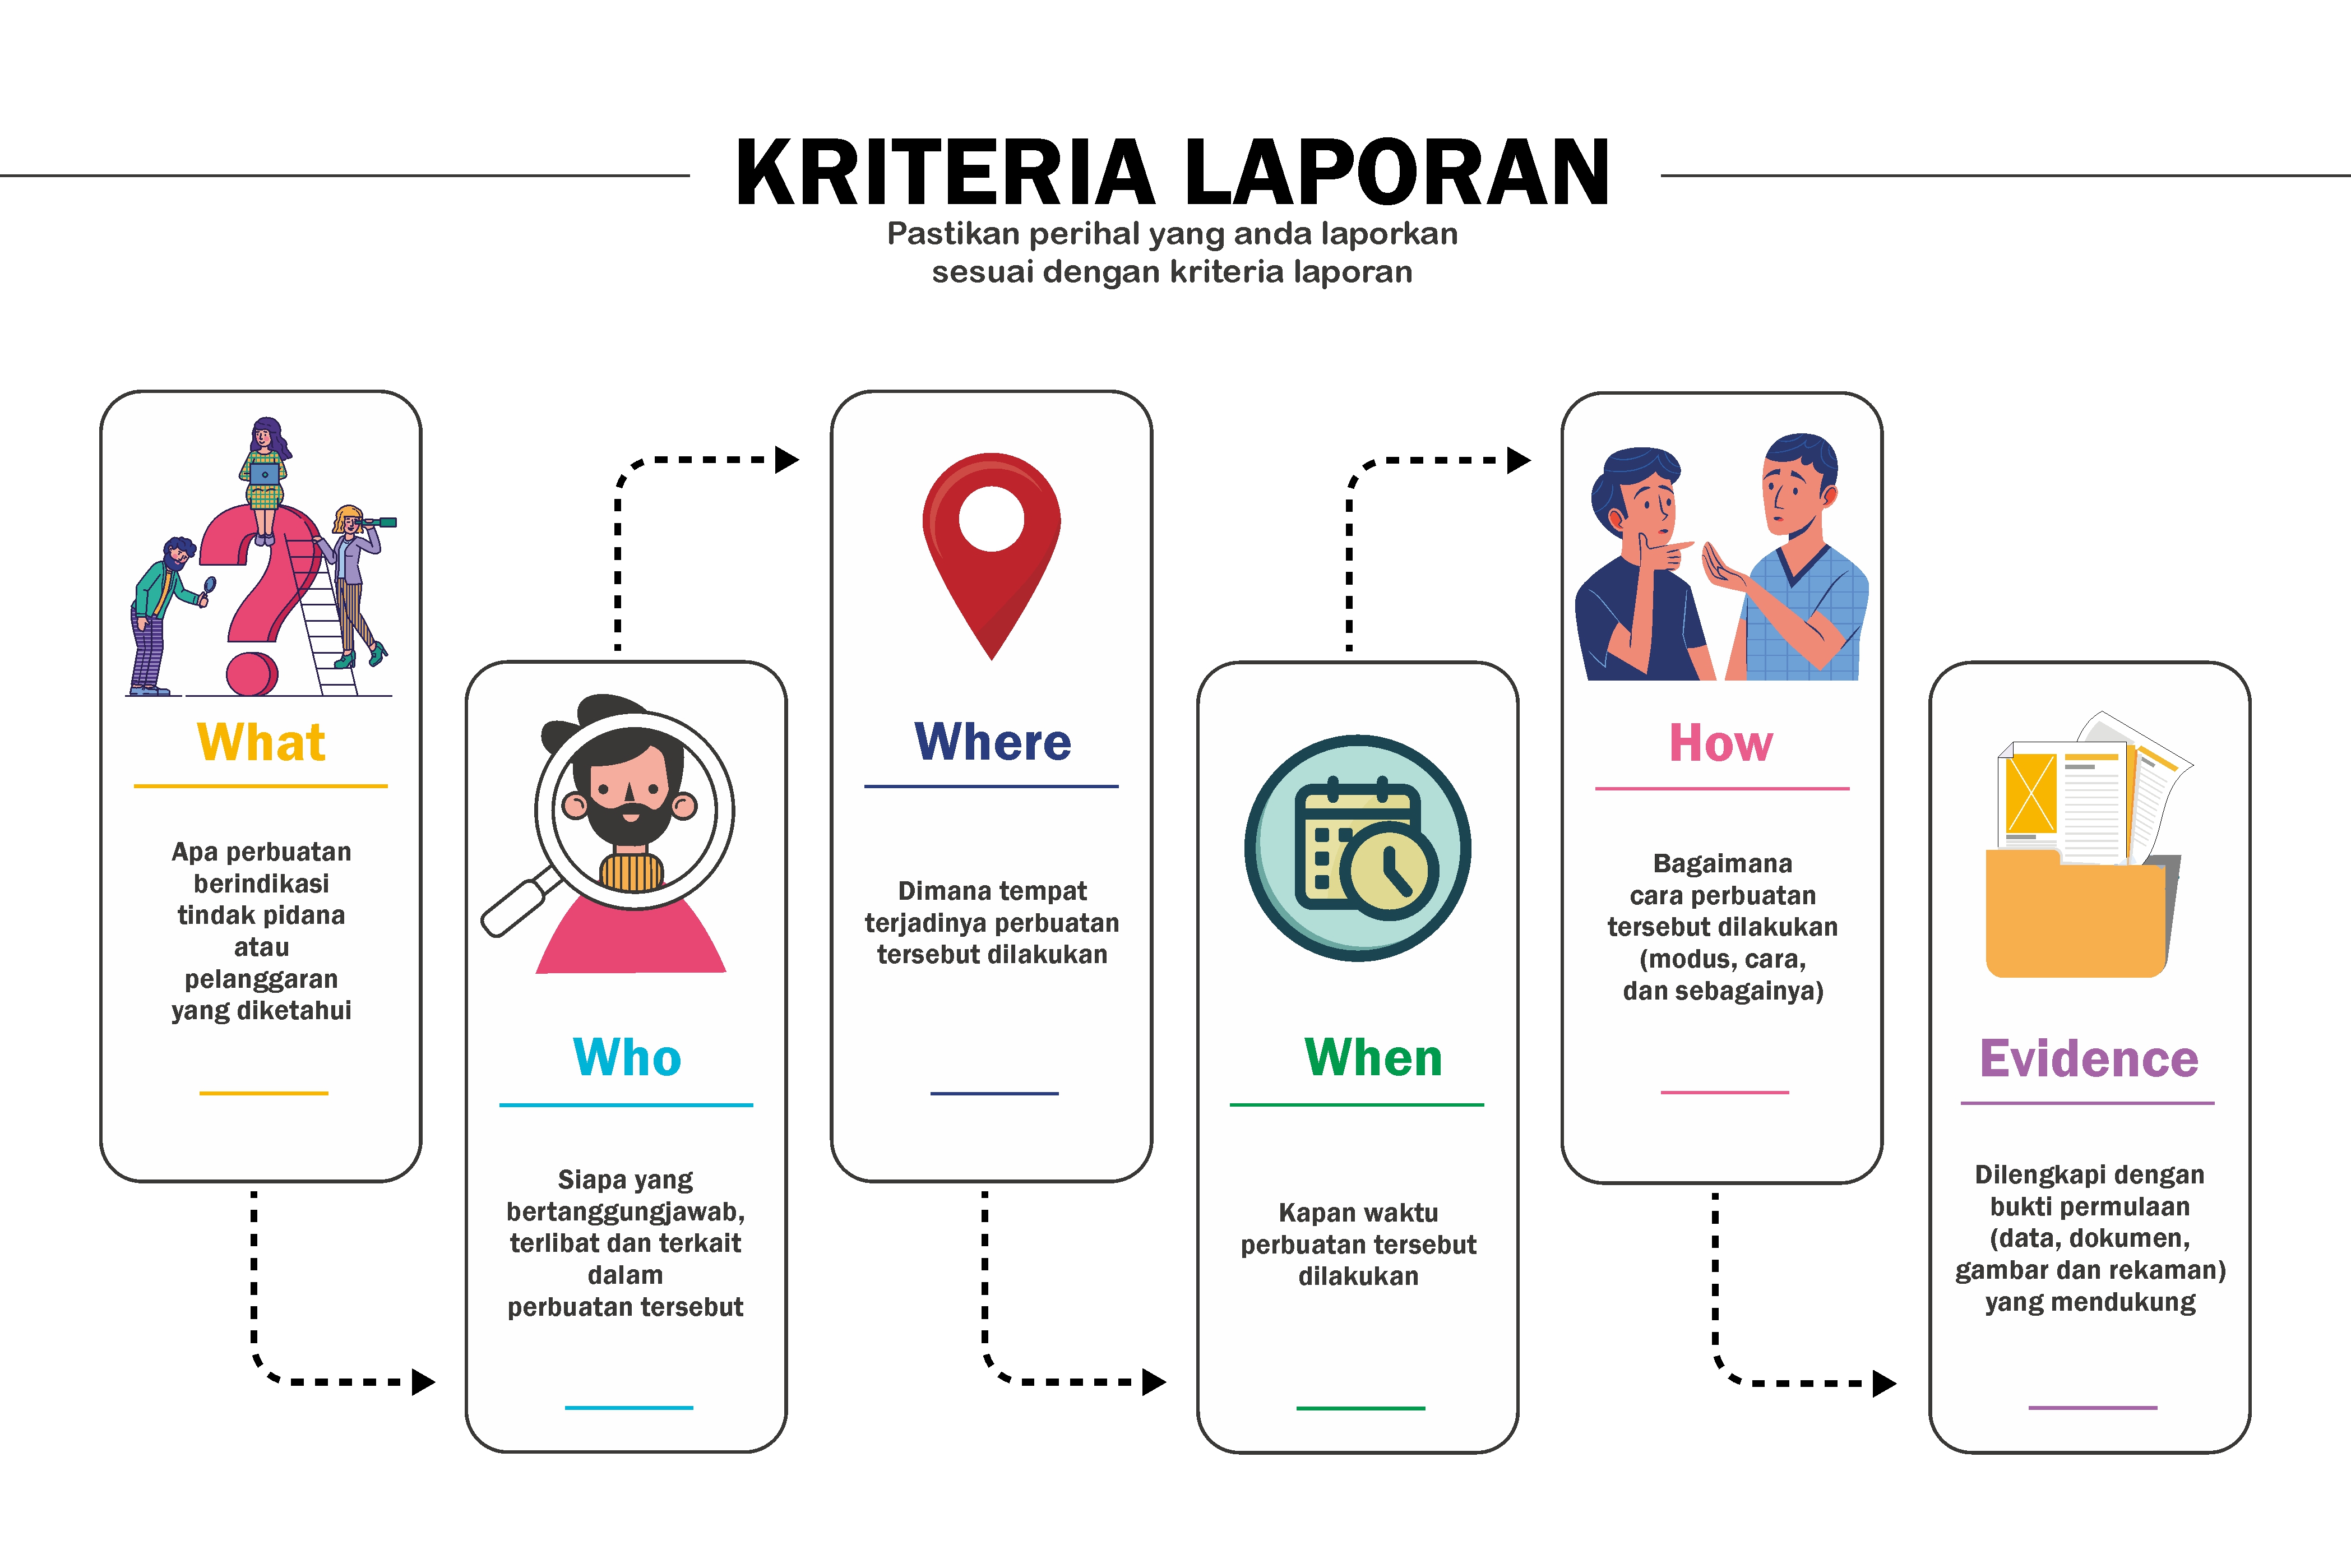 KRITERIA LAPORAN
Pastikan perihal yang anda laporkan
sesuai dengan kriteria laporan
What
Apa perbuatan
berindikasi
tindak pidana
atau
pelanggaran
yang diketahui
Who
Siapa yang
bertanggungjawab,
terlibat dan terkait
dalam
perbuatan tersebut
Where
Dimana tempat
terjadinya perbuatan
tersebut dilakukan
When
Kapan waktu
perbuatan tersebut
dilakukan
How
Bagaimana
cara perbuatan
tersebut dilakukan
(modus, cara,
dan sebagainya)
Evidence
Dilengkapi dengan
bukti permulaan
(data, dokumen,
gambar dan rekaman)
yang mendukung